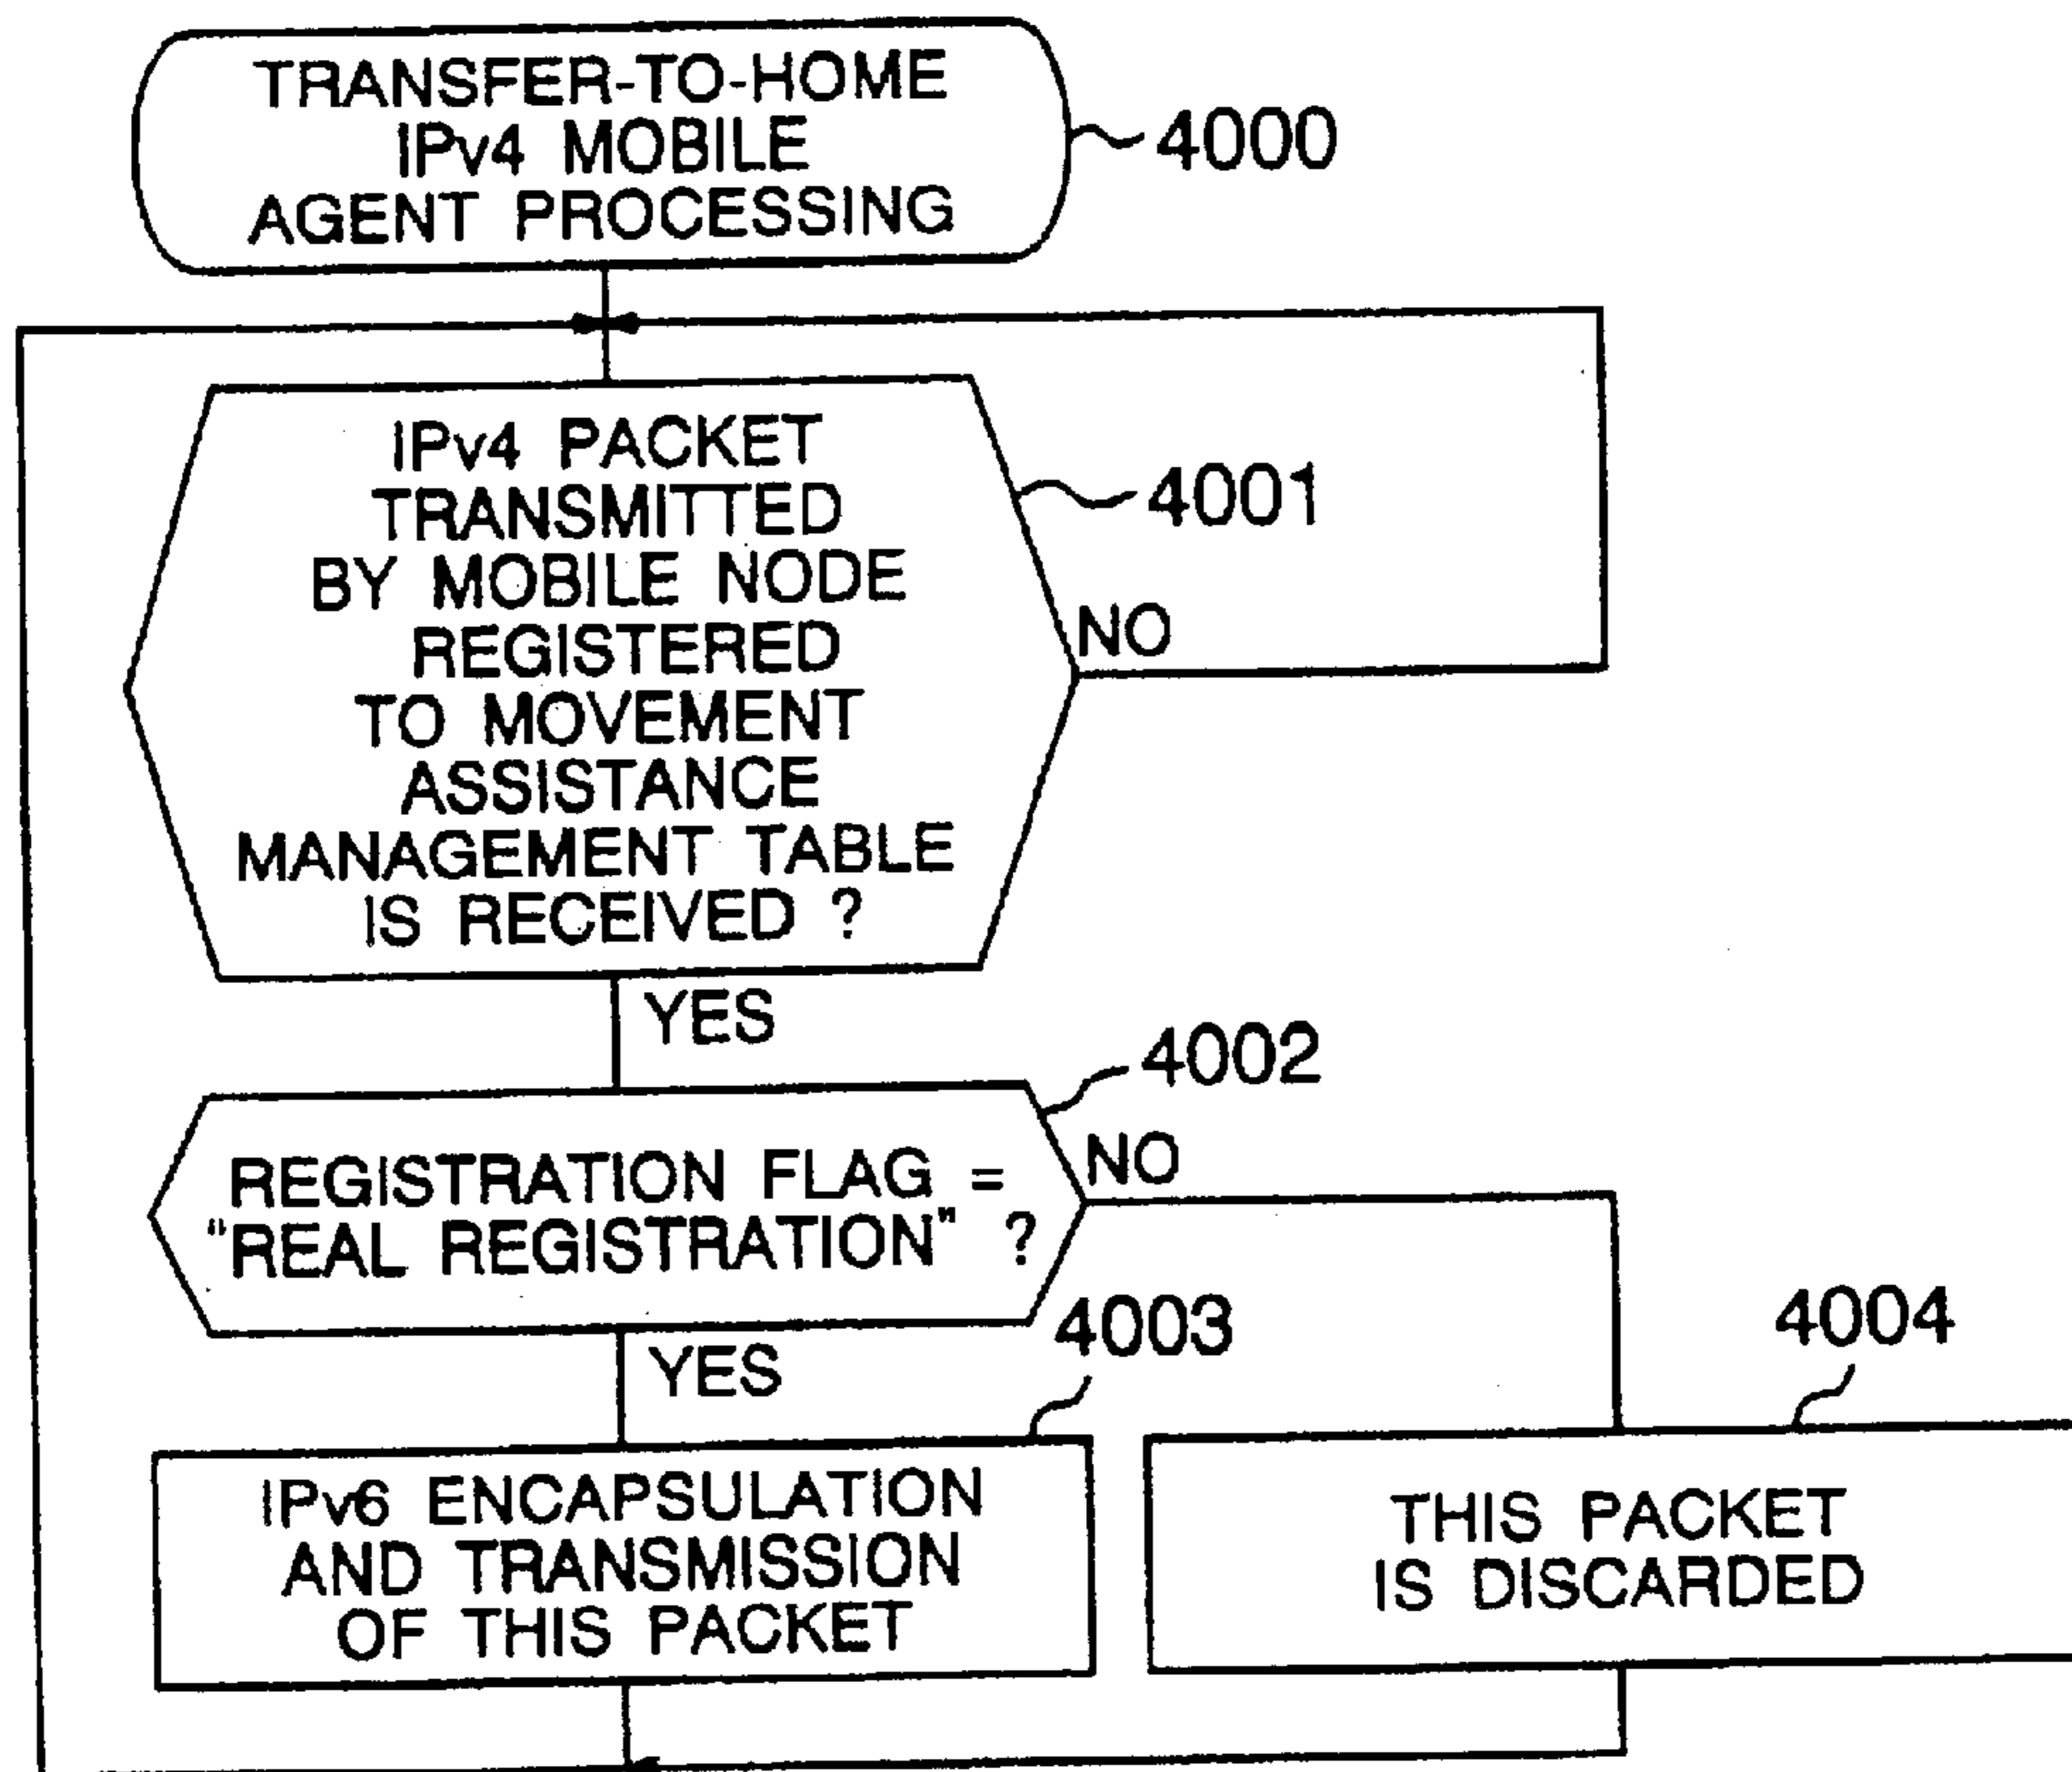 TRANSFER-TO-HOME
IPv4 MOBILE
AGENT PROCESSING
4000
IPv4 PACKET
TRANSMITTED
BY MOBILE NODE
REGISTERED
TO MOVEMENT
ASSISTANCE
MANAGEMENT TABLE
IS RECEIVED ?
4001
NO
YES
4002
REGISTRATION FLAG =
"REAL REGISTRATION" ?
NO
YES
4003
4004
IPv6 ENCAPSULATION
AND TRANSMISSION
OF THIS PACKET
THIS PACKET
IS DISCARDED